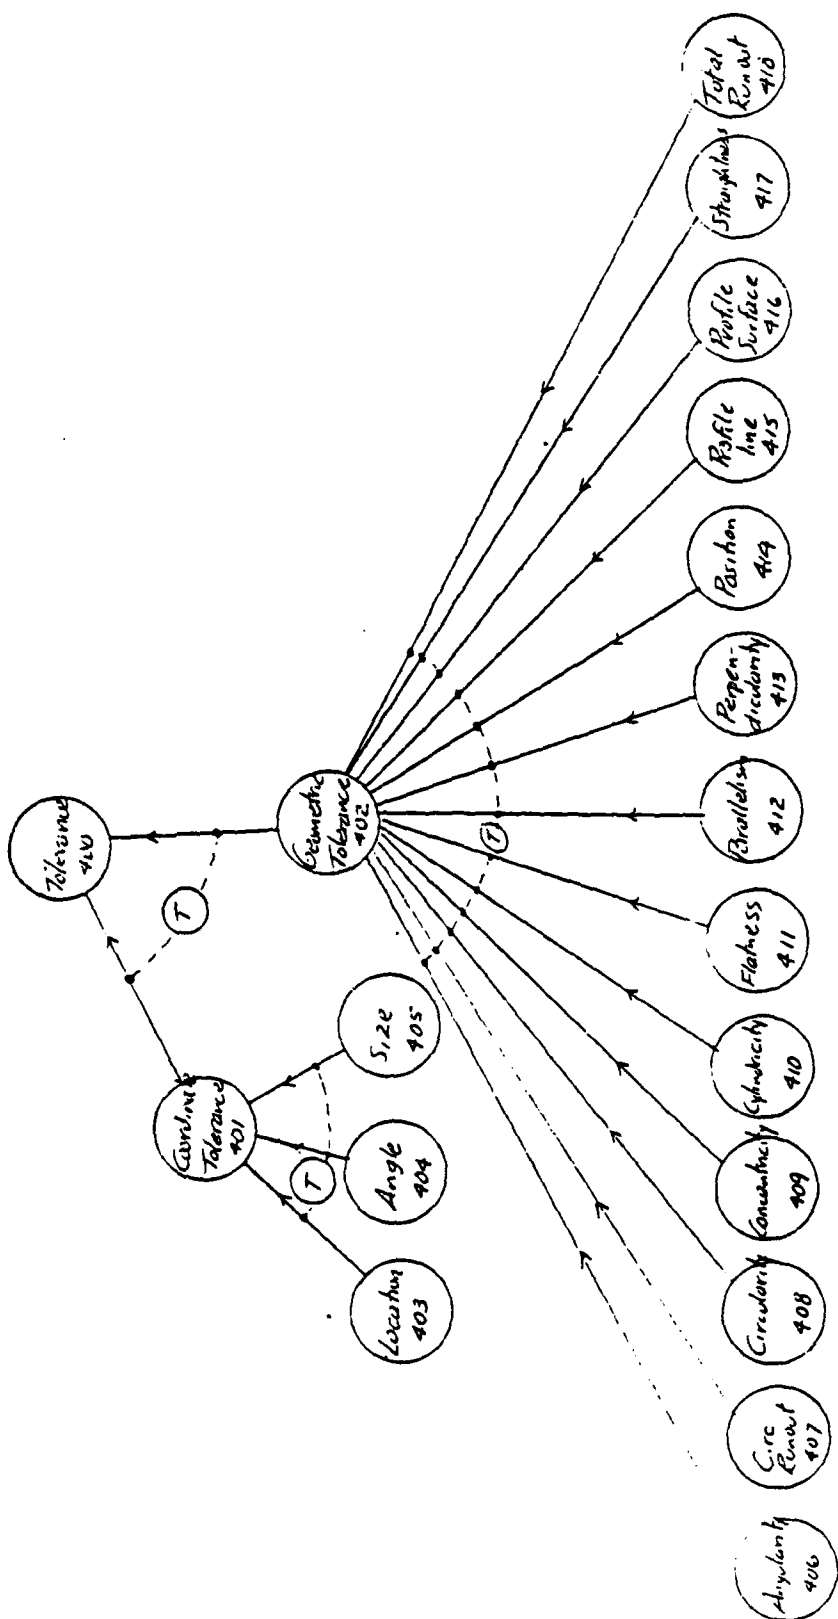 Tolerance
400
T
Coordinate
Tolerance
401
Geometric
Tolerance
402
Location
403
Angle
404
Size
405
T
T
Angularity
406
Circ
Runout
407
Circularity
408
Concentricity
409
Cylindricity
410
Flatness
411
Parallelism
412
Perpen-
dicularity
413
Position
414
Profile
line
415
Profile
Surface
416
Straightness
417
Total
Runout
418